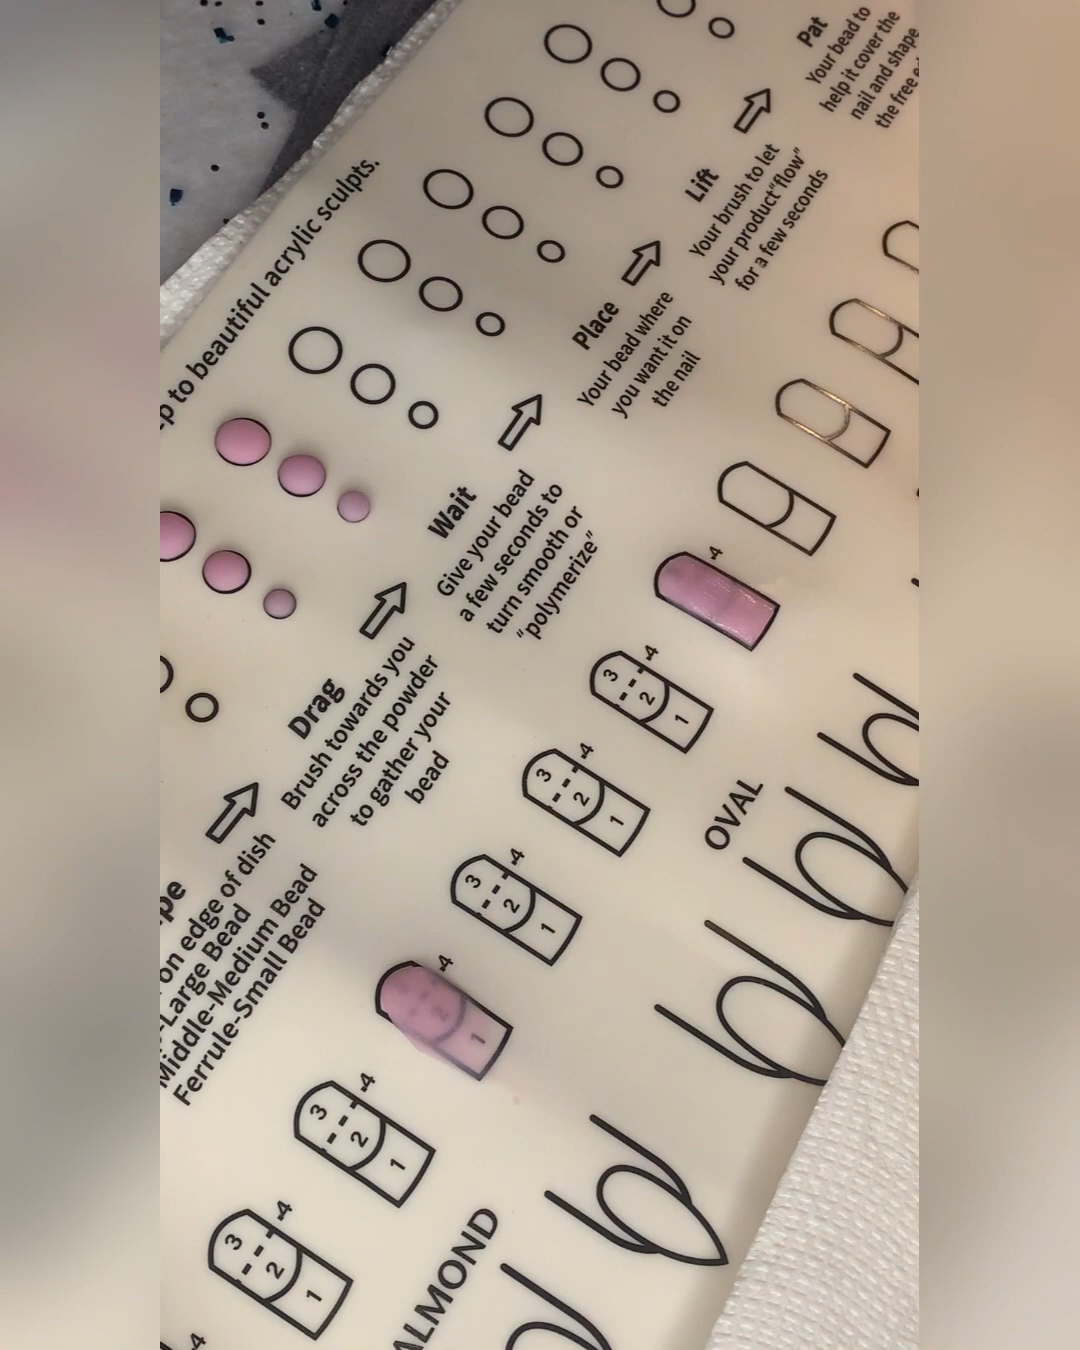 to beautiful acrylic sculpts.
on edge of dish
-Large Bead
Middle-Medium Bead
Ferrule-Small Bead
Drag
Brush towards you
across the powder
to gather your
bead
Wait
Give your bead
a few seconds to
turn smooth or
"polymerize"
Place
Your bead where
you want it on
the nail
Lift
Your brush to let
your product"flow"
for a few seconds
Pat
Your bead to
help it cover the
nail and shape
the free
4
3 2 1 4
3 2 1 4
3 2 1 4
2 1 4
3 2 1 4
3 2 1 4
4
OVAL
ALMOND